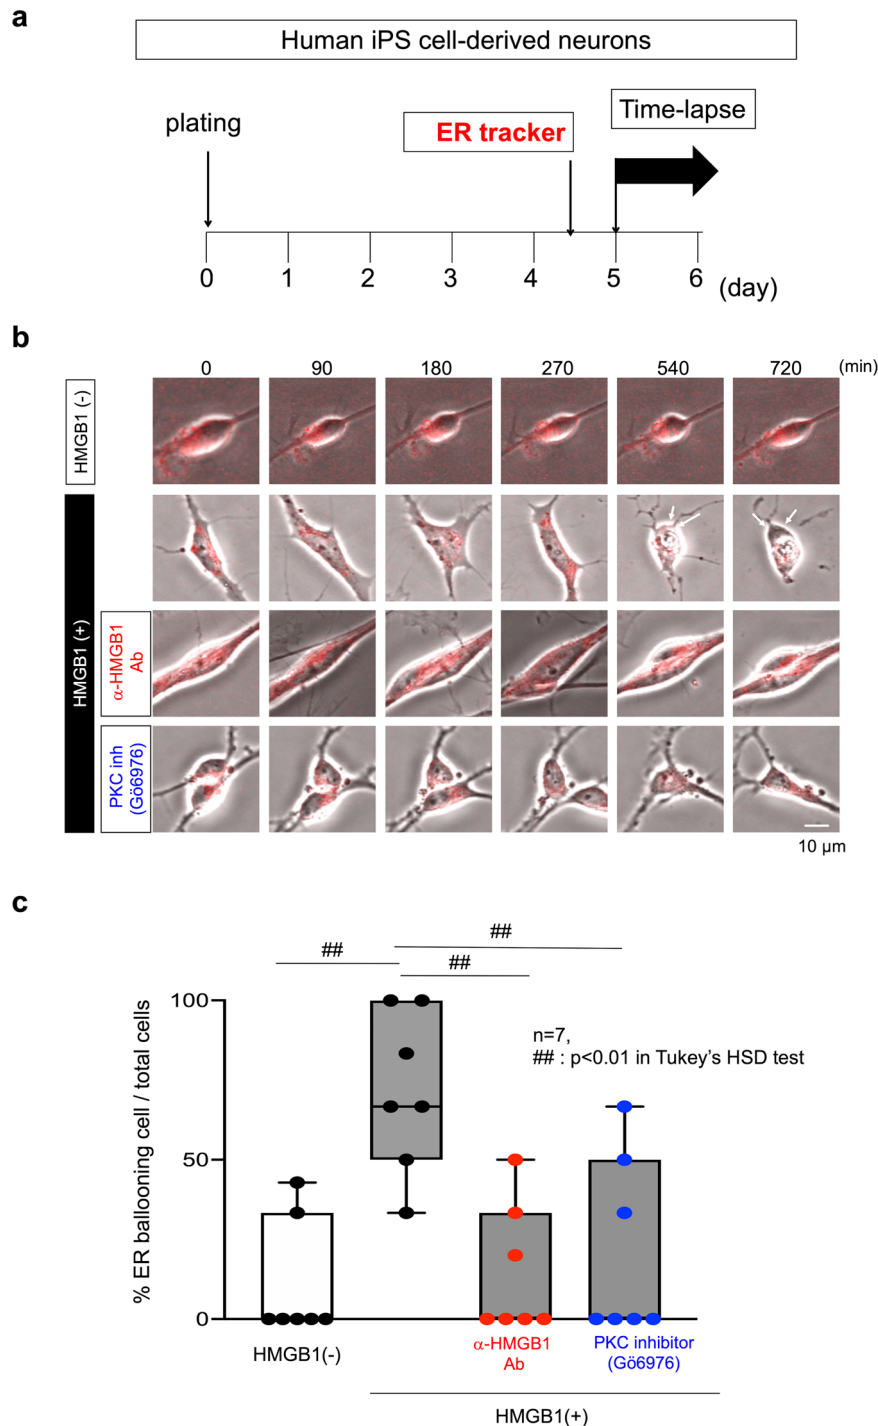 a
Human iPS cell-derived neurons
plating
ER tracker
Time-lapse
0 1 2 3 4 5 6 (day)
b
0 90 180 270 540 720 (min)
HMGB1 (-)
HMGB1 (+)
α-HMGB1
Ab
PKC inh
(Gö6976)
10 µm
c
##
##
##
n=7,
## : p<0.01 in Tukey's HSD test
% ER ballooning cell / total cells
100
50
0
HMGB1(-)
α-HMGB1
Ab
PKC inhibitor
(Gö6976)
HMGB1(+)